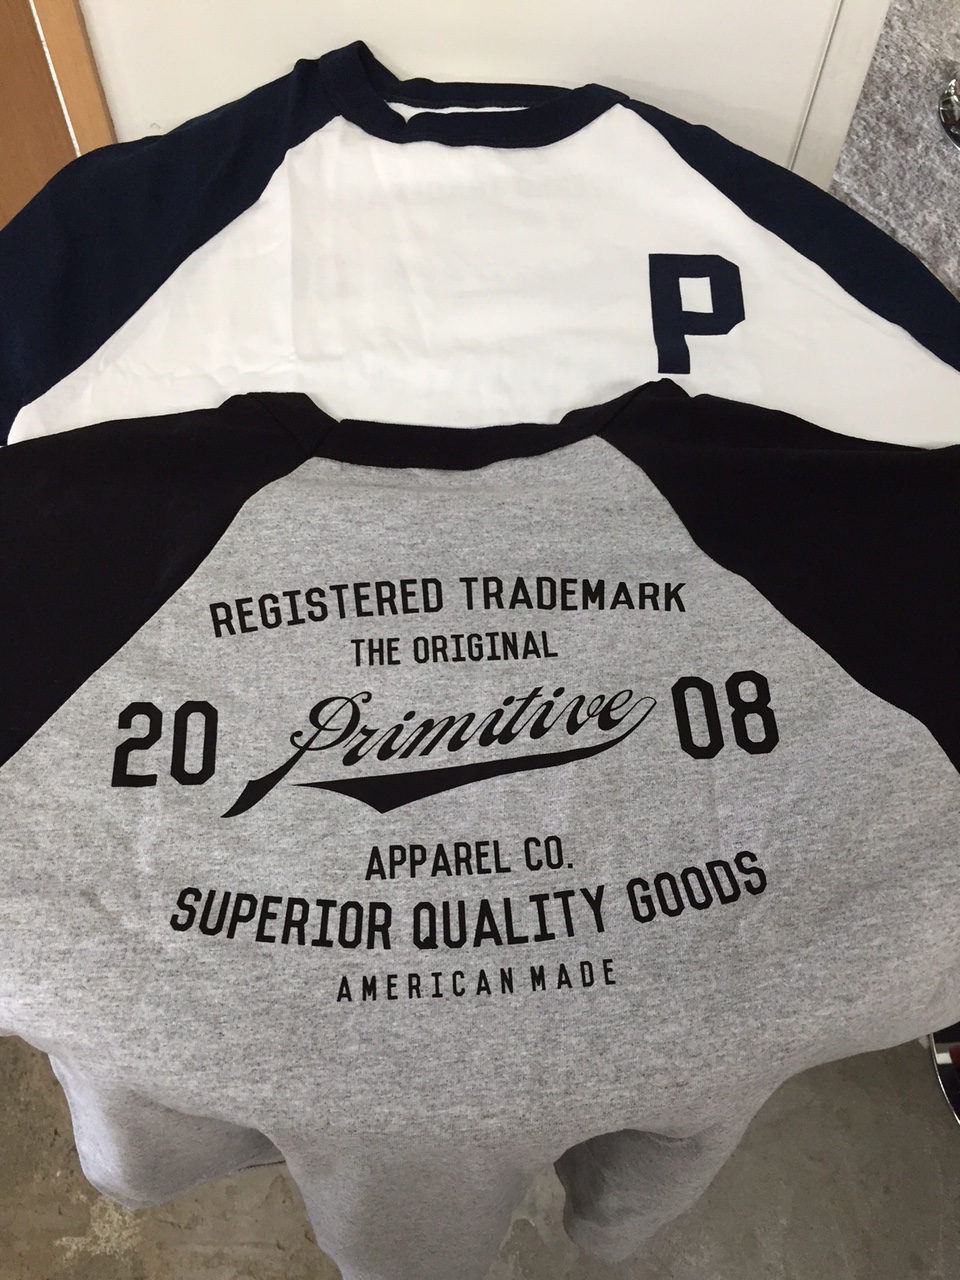 P
REGISTERED TRADEMARK
THE ORIGINAL
20 Primitive 08
APPAREL CO.
SUPERIOR QUALITY GOODS
AMERICAN MADE